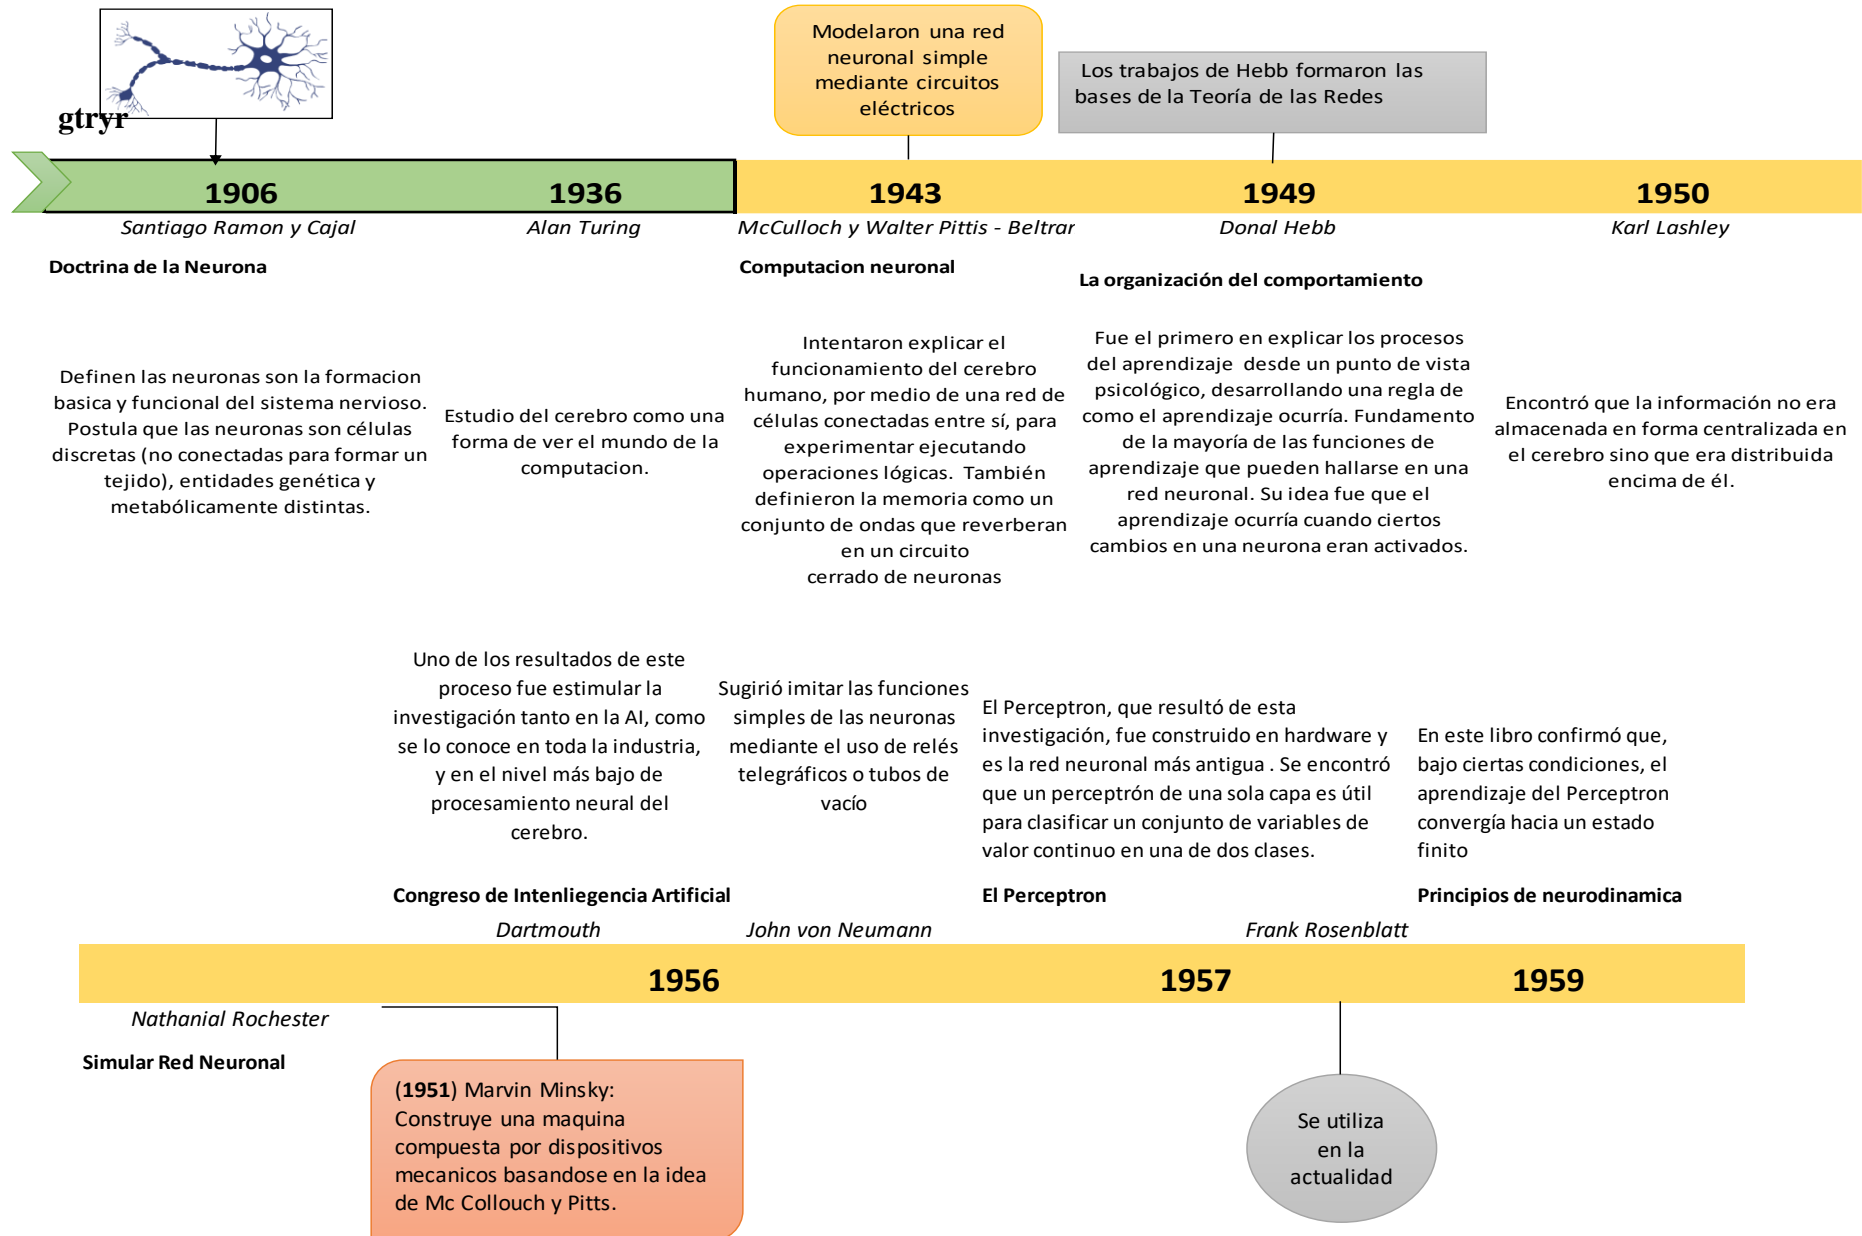 gtryr
Modelaron una red
neuronal simple
mediante circuitos
eléctricos
Los trabajos de Hebb formaron las
bases de la Teoría de las Redes
1906
1936
1943
1949
1950
Santiago Ramon y Cajal
Alan Turing
McCulloch y Walter Pittis - Beltrar
Donal Hebb
Karl Lashley
Doctrina de la Neurona
Computacion neuronal
La organización del comportamiento
Definen las neuronas son la formacion
basica y funcional del sistema nervioso.
Postula que las neuronas son células
discretas (no conectadas para formar un
tejido), entidades genética y
metabólicamente distintas.
Estudio del cerebro como una
forma de ver el mundo de la
computacion.
Intentaron explicar el
funcionamiento del cerebro
humano, por medio de una red de
células conectadas entre sí, para
experimentar ejecutando
operaciones lógicas. También
definieron la memoria como un
conjunto de ondas que reverberan
en un circuito
cerrado de neuronas
Fue el primero en explicar los procesos
del aprendizaje desde un punto de vista
psicológico, desarrollando una regla de
como el aprendizaje ocurría. Fundamento
de la mayoría de las funciones de
aprendizaje que pueden hallarse en una
red neuronal. Su idea fue que el
aprendizaje ocurría cuando ciertos
cambios en una neurona eran activados.
Encontró que la información no era
almacenada en forma centralizada en
el cerebro sino que era distribuida
encima de él.
Uno de los resultados de este
proceso fue estimular la
investigación tanto en la AI, como
se lo conoce en toda la industria,
y en el nivel más bajo de
procesamiento neural del
cerebro.
Sugirió imitar las funciones
simples de las neuronas
mediante el uso de relés
telegráficos o tubos de
vacío
El Perceptron, que resultó de esta
investigación, fue construido en hardware y
es la red neuronal más antigua . Se encontró
que un perceptrón de una sola capa es útil
para clasificar un conjunto de variables de
valor continuo en una de dos clases.
En este libro confirmó que,
bajo ciertas condiciones, el
aprendizaje del Perceptron
convergía hacia un estado
finito
Congreso de Intenliegencia Artificial
El Perceptron
Principios de neurodinamica
Dartmouth
John von Neumann
Frank Rosenblatt
1956
1957
1959
Nathanial Rochester
Simular Red Neuronal
(1951) Marvin Minsky:
Construye una maquina
compuesta por dispositivos
mecanicos basandose en la idea
de Mc Collouch y Pitts.
Se utiliza
en la
actualidad